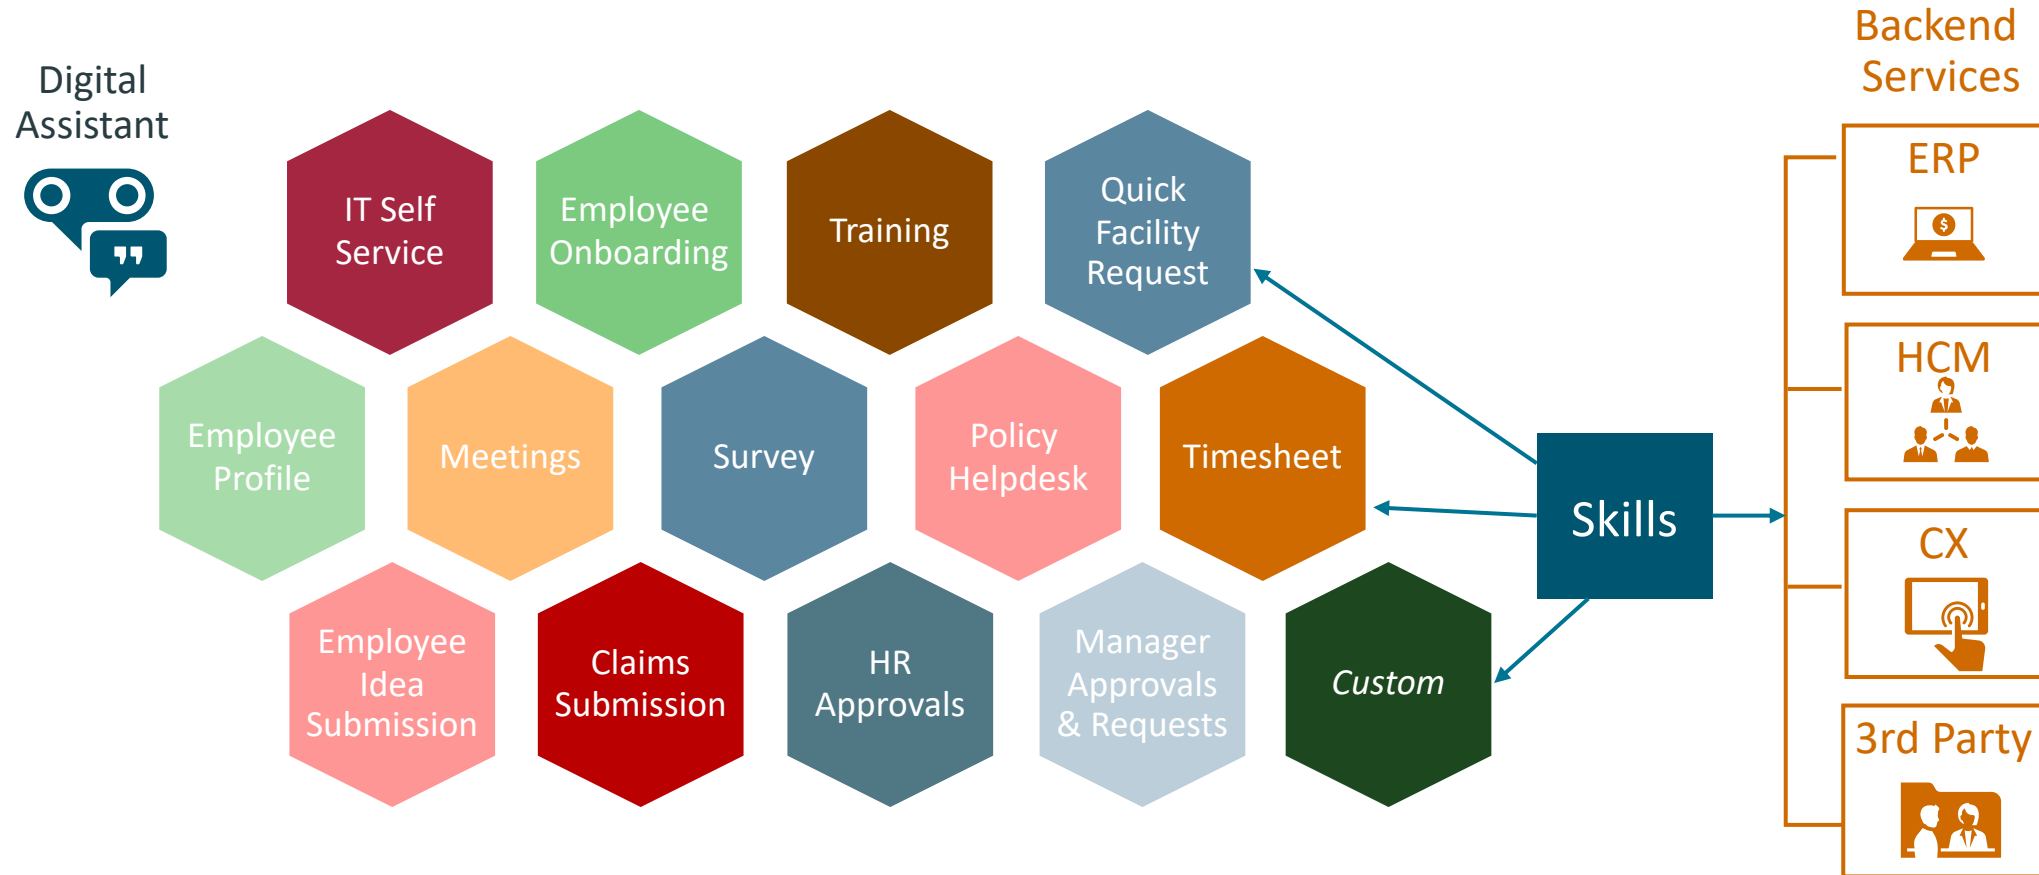 Digital
Assistant
IT Self
Service
Employee
Onboarding
Training
Quick
Facility
Request
Employee
Profile
Meetings
Survey
Policy
Helpdesk
Timesheet
Employee
Idea
Submission
Claims
Submission
HR
Approvals
Manager
Approvals
& Requests
Custom
Skills
Backend
Services
ERP
$
HCM
CX
3rd Party